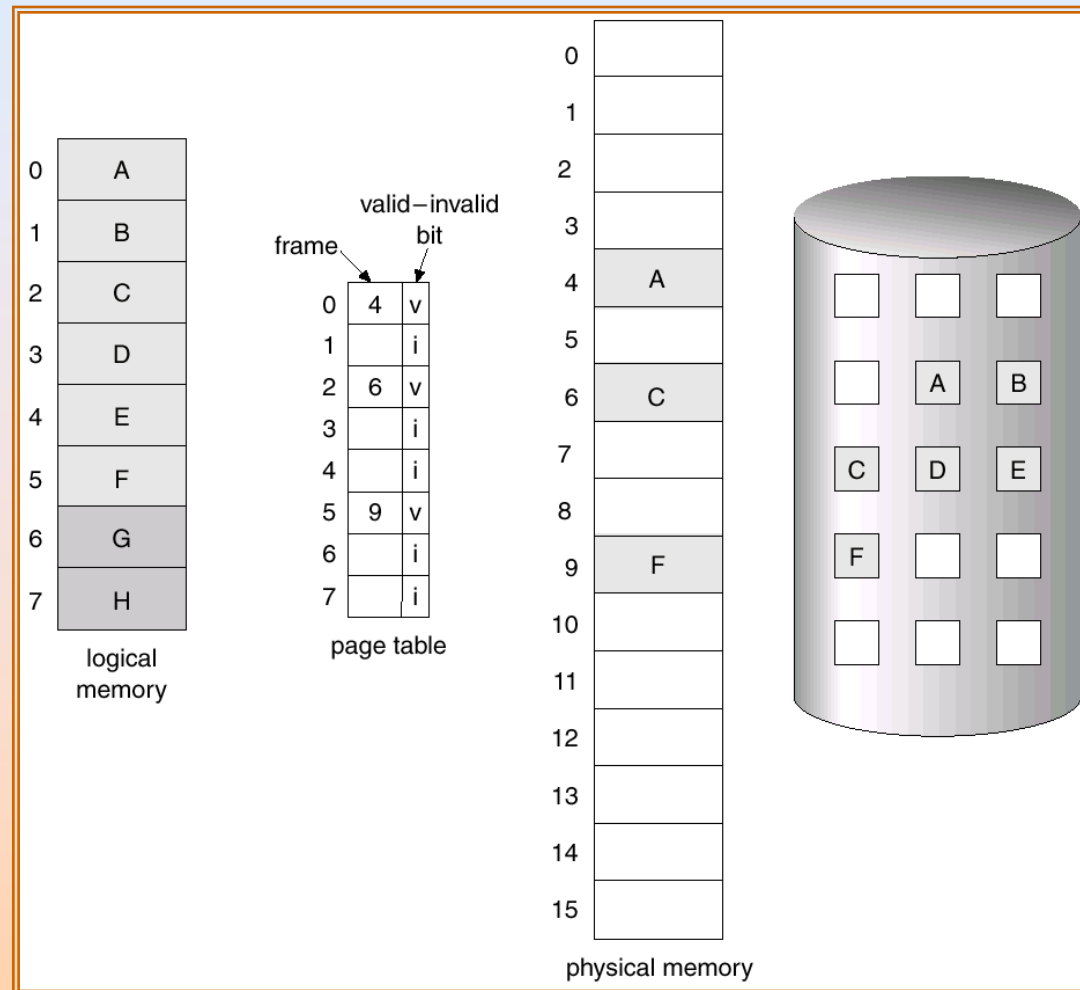 0 A
1 B
2 C
3 D
4 E
5 F
6 G
7 H
logical
memory
valid–invalid
bit
frame
0 4 v
1 i
2 6 v
3 i
4 i
5 9 v
6 i
7 i
page table
0
1
2
3
4 A
5
6 C
7
8
9 F
10
11
12
13
14
15
physical memory
A B
C D E
F